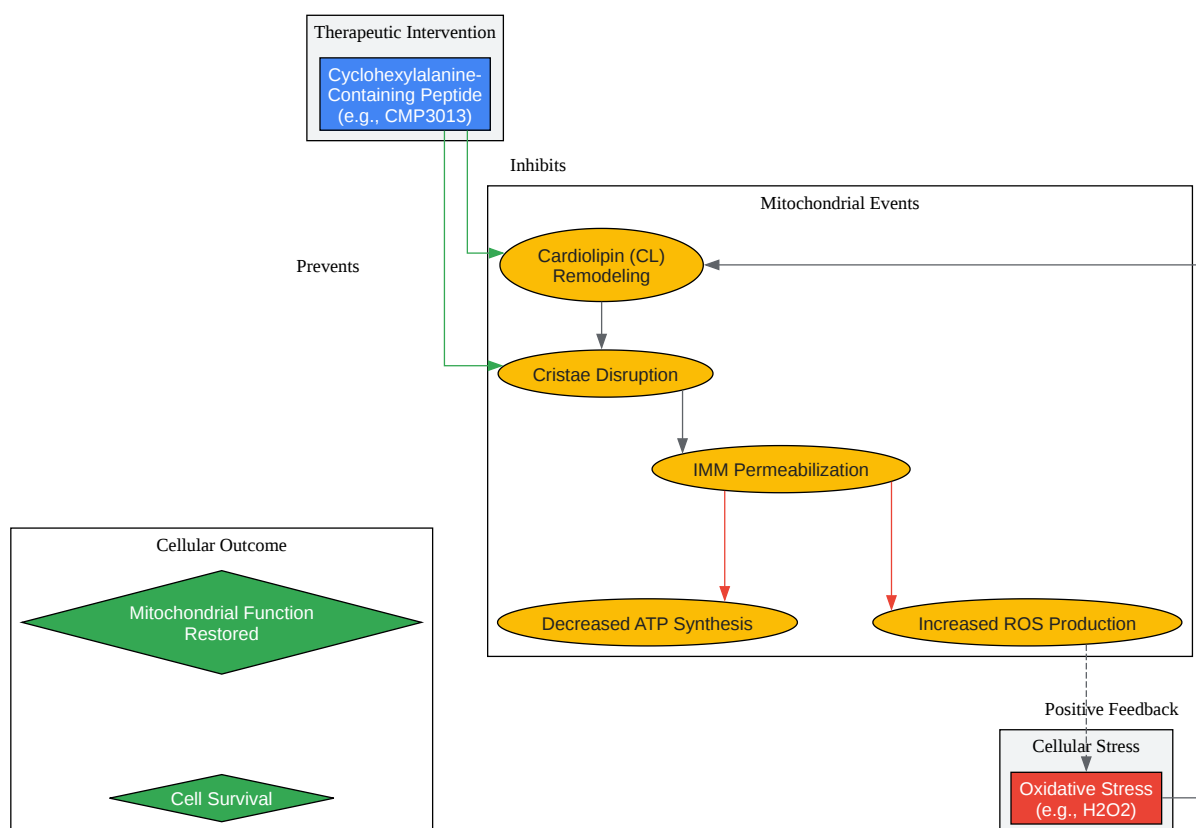 Therapeutic Intervention
Cyclohexylalanine-
Containing Peptide
(e.g., CMP3013)
Inhibits
Mitochondrial Events
Cardiolipin (CL)
Remodeling
Prevents
Cristae Disruption
IMM Permeabilization
Cellular Outcome
Mitochondrial Function
Restored
Decreased ATP Synthesis
Increased ROS Production
Positive Feedback
Cellular Stress
Oxidative Stress
(e.g., H2O2)
Cell Survival